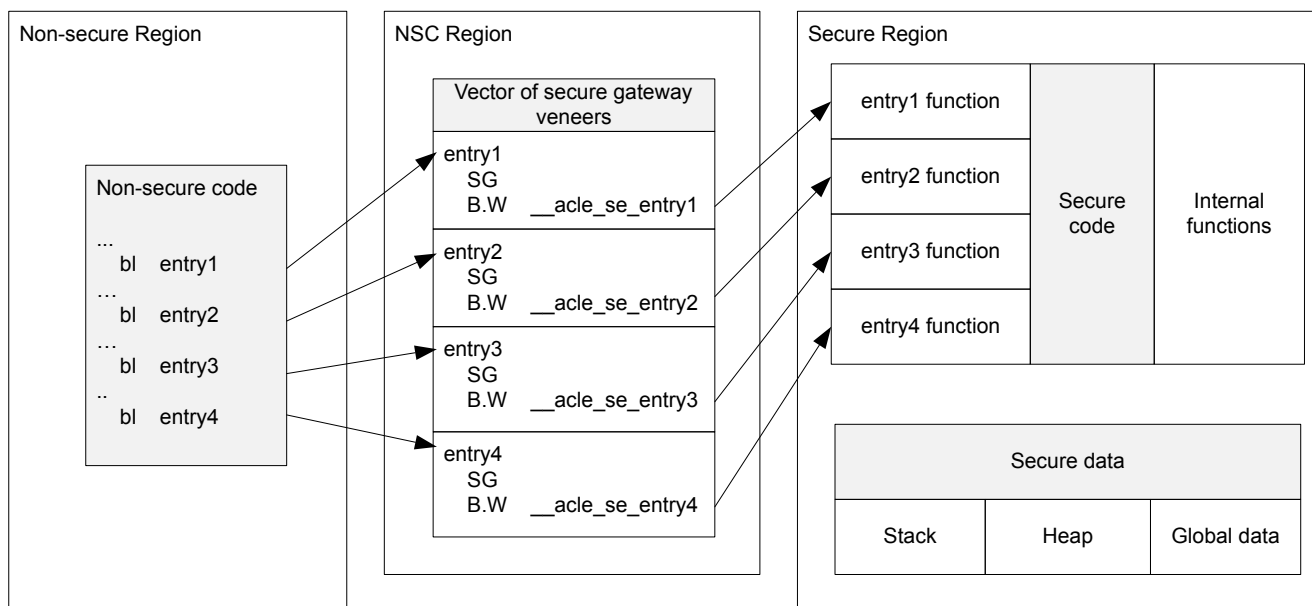 Non-secure Region
Non-secure code
...
bl entry1
...
bl entry2
...
bl entry3
..
bl entry4
NSC Region
Vector of secure gateway
veneers
entry1
SG
B.W __acle_se_entry1
entry2
SG
B.W __acle_se_entry2
entry3
SG
B.W __acle_se_entry3
entry4
SG
B.W __acle_se_entry4
Secure Region
entry1 function
entry2 function
entry3 function
entry4 function
Secure
code
Internal
functions
Secure data
Stack
Heap
Global data